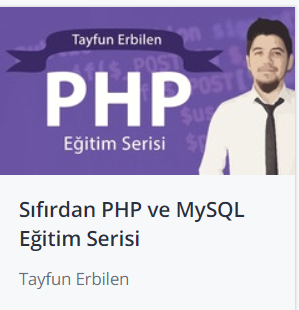 Tayfun Erbilen
PHP
Eğitim Serisi
Sıfırdan PHP ve MySQL
Eğitim Serisi
Tayfun Erbilen